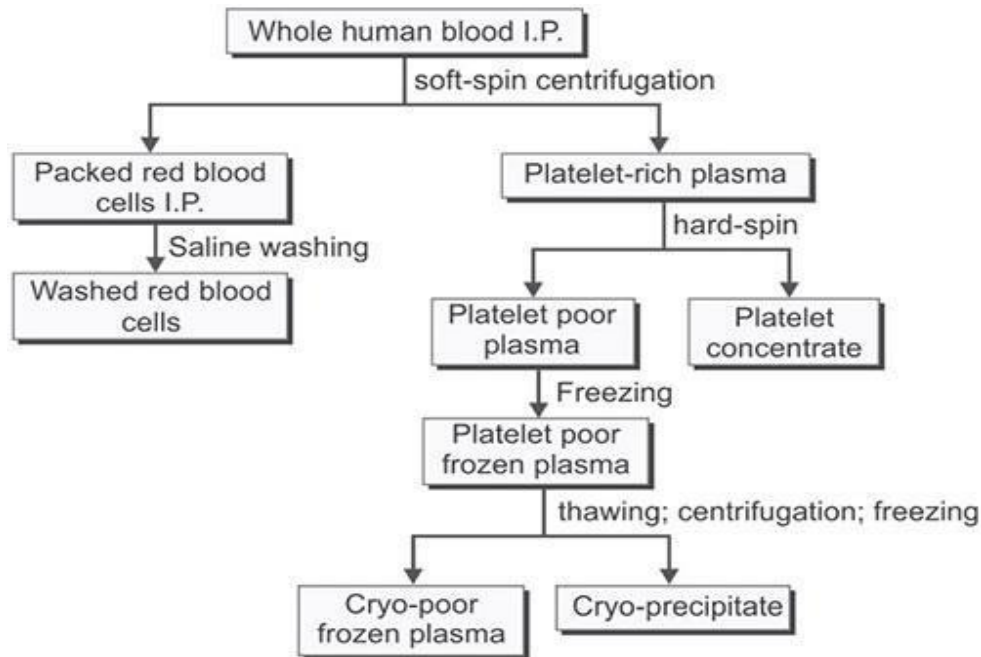 Whole human blood I.P.
soft-spin centrifugation
Packed red blood
cells I.P.
Platelet-rich plasma
Saline washing
hard-spin
Washed red blood
cells
Platelet poor
plasma
Platelet
concentrate
Freezing
Platelet poor
frozen plasma
thawing; centrifugation; freezing
Cryo-poor
frozen plasma
Cryo-precipitate